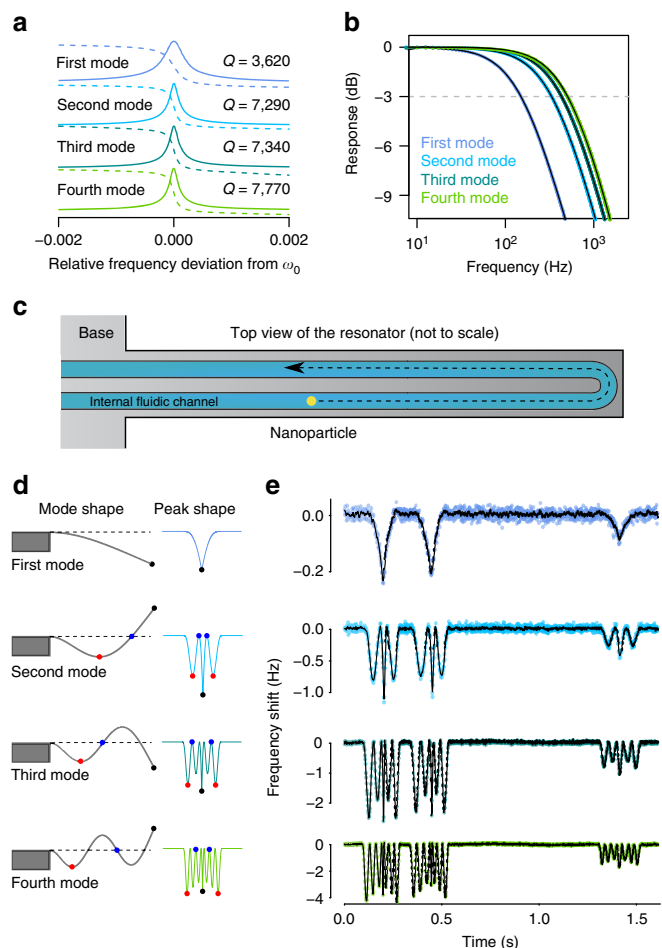 a
First mode
Q = 3,620
Second mode
Q = 7,290
Third mode
Q = 7,340
Fourth mode
Q = 7,770
−0.002
0.000
0.002
Relative frequency deviation from ω0
b
Response (dB)
0
−3
−6
−9
First mode
Second mode
Third mode
Fourth mode
10¹
10²
10³
Frequency (Hz)
c
Base
Top view of the resonator (not to scale)
Internal fluidic channel
Nanoparticle
d
Mode shape
Peak shape
First mode
Second mode
Third mode
Fourth mode
e
Frequency shift (Hz)
0.0
−0.2
0.0
−0.5
−1.0
0
−1
−2
0
−2
−4
0.0
0.5
1.0
1.5
Time (s)